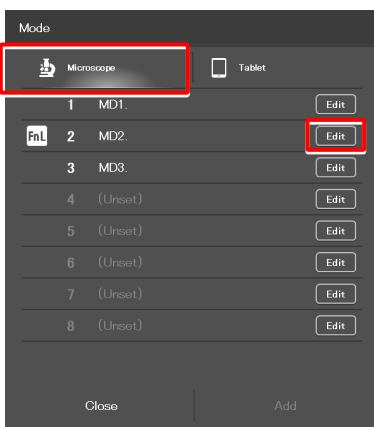 Mode
Microscope Tablet
1 MD1. Edit
FnL 2 MD2. Edit
3 MD3. Edit
4 (Unset) Edit
5 (Unset) Edit
6 (Unset) Edit
7 (Unset) Edit
8 (Unset) Edit
Close Add